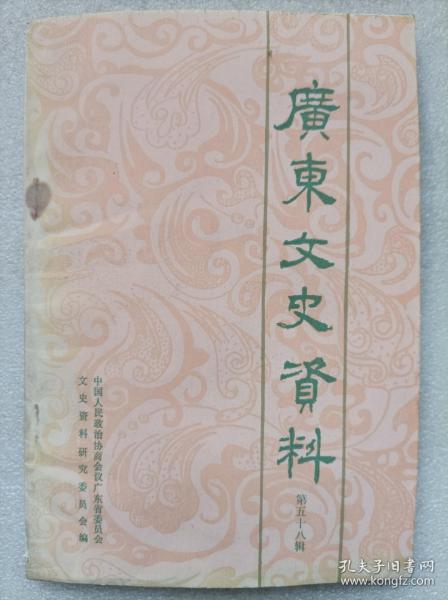 廣東文史資料
第五十八辑
中国人民政治协商会议广东省委员会
文史资料研究委员会编
孔夫子旧书网
www.kongfz.com